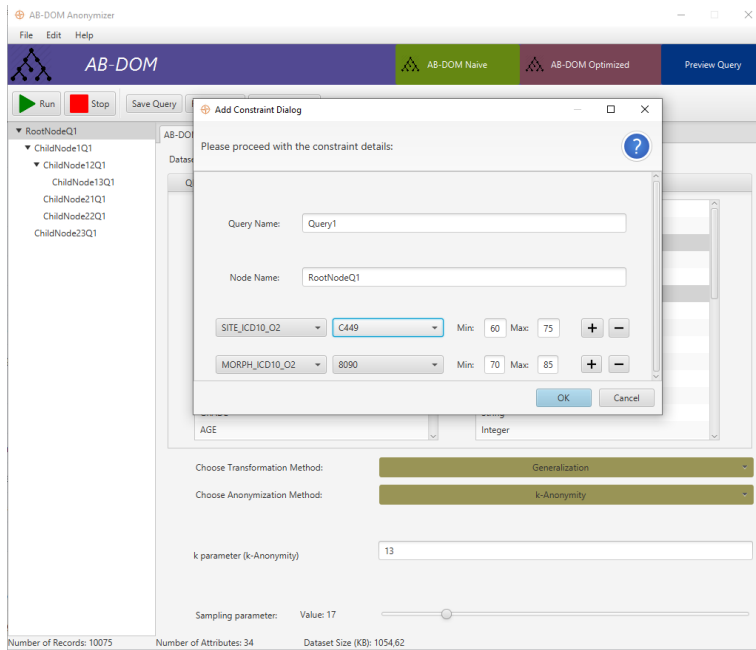 AB-DOM Anonymizer
File Edit Help
AB-DOM
AB-DOM Naive
AB-DOM Optimized
Preview Query
Run Stop Save Query
Add Constraint Dialog
RootNodeQ1
ChildNode1Q1
ChildNode12Q1
ChildNode13Q1
ChildNode21Q1
ChildNode22Q1
ChildNode23Q1
Please proceed with the constraint details:
?
Query Name: Query1
Node Name: RootNodeQ1
SITE_ICD10_O2 C449 Min: 60 Max: 75 + −
MORPH_ICD10_O2 8090 Min: 70 Max: 85 + −
OK Cancel
AGE Integer
Choose Transformation Method: Generalization
Choose Anonymization Method: k-Anonymity
k parameter (k-Anonymity) 13
Sampling parameter: Value: 17
Number of Records: 10075 Number of Attributes: 34 Dataset Size (KB): 1054,62